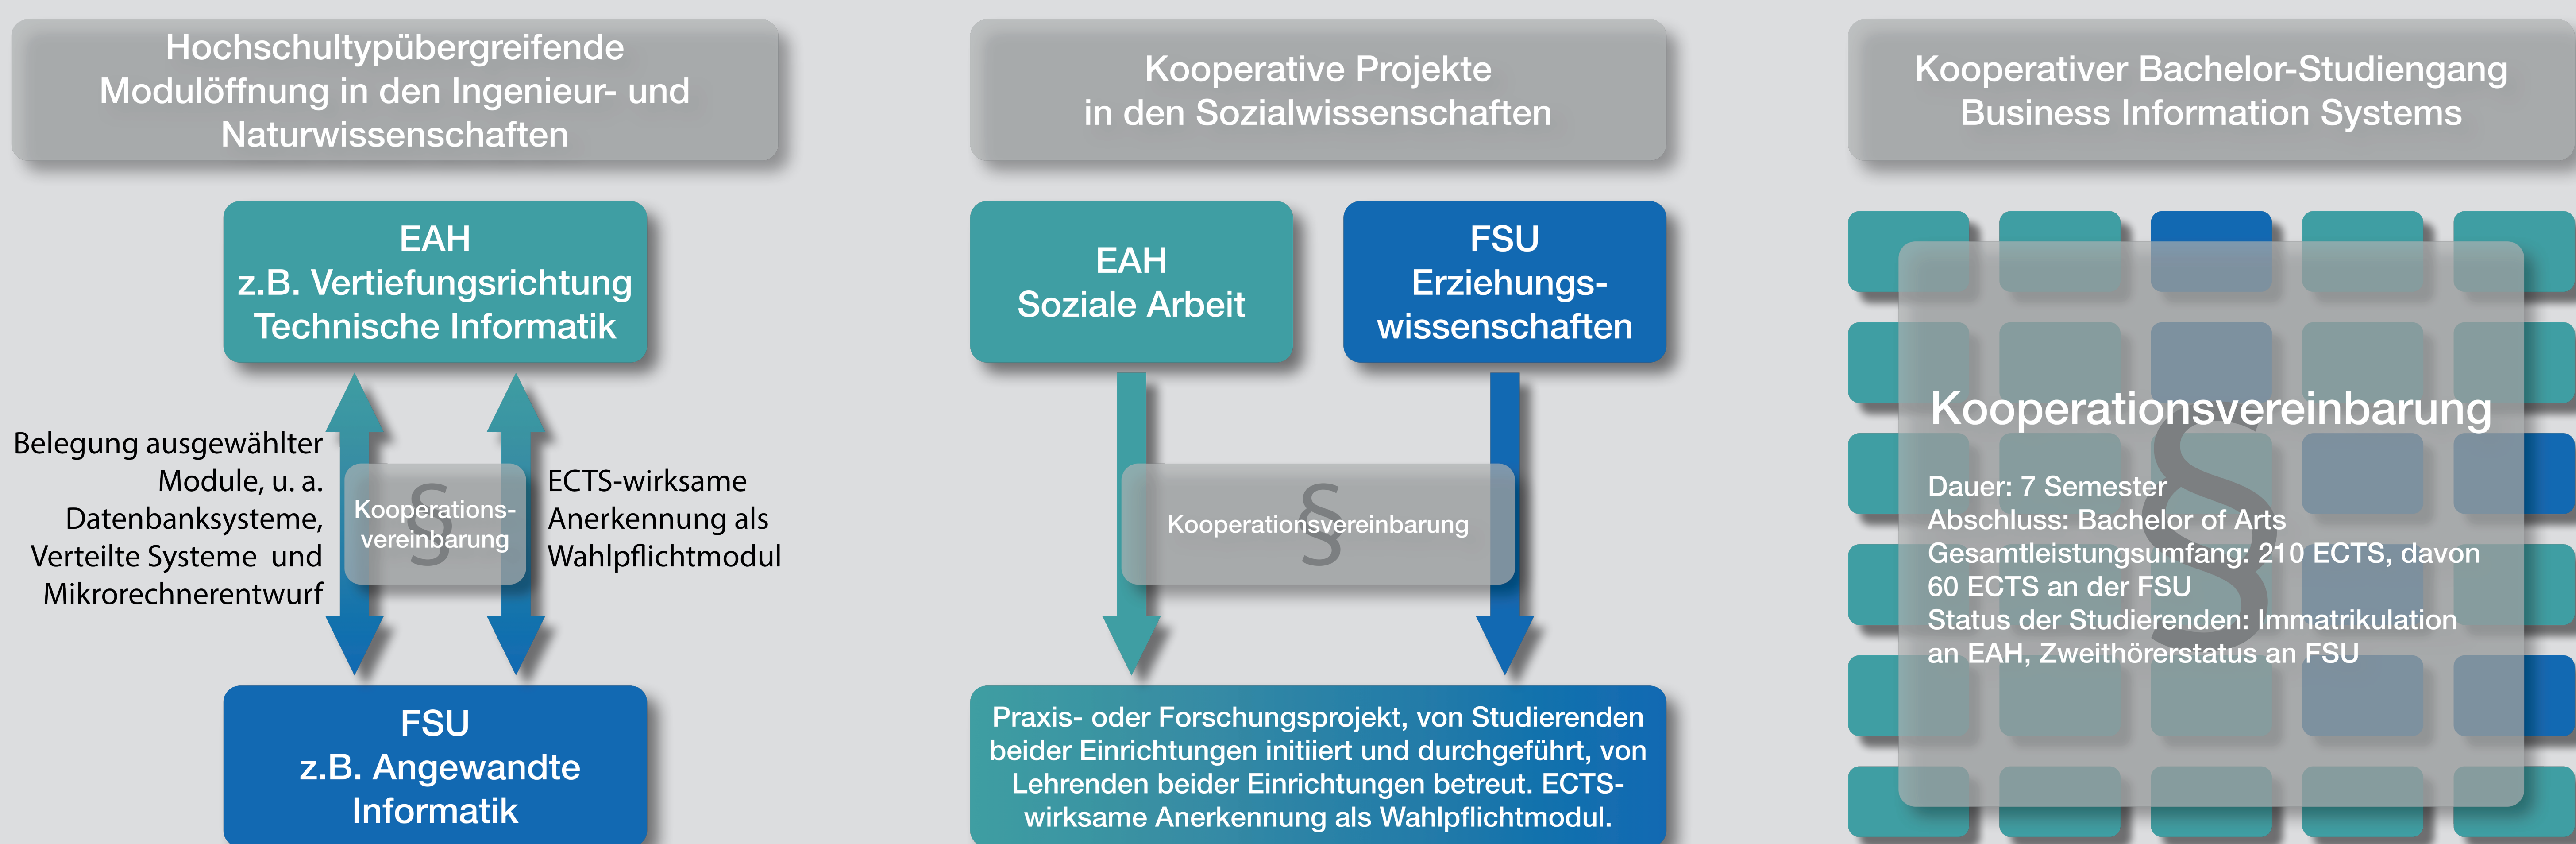 Hochschultypübergreifende
Modulöffnung in den Ingenieur- und
Naturwissenschaften
EAH
z.B. Vertiefungsrichtung
Technische Informatik
Belegung ausgewählter
Module, u. a.
Datenbanksysteme,
Verteilte Systeme und
Mikrorechnerentwurf
§
Kooperations-
vereinbarung
ECTS-wirksame
Anerkennung als
Wahlpflichtmodul
FSU
z.B. Angewandte
Informatik
Kooperative Projekte
in den Sozialwissenschaften
EAH
Soziale Arbeit
FSU
Erziehungs-
wissenschaften
§
Kooperationsvereinbarung
Praxis- oder Forschungsprojekt, von Studierenden
beider Einrichtungen initiiert und durchgeführt, von
Lehrenden beider Einrichtungen betreut. ECTS-
wirksame Anerkennung als Wahlpflichtmodul.
Kooperativer Bachelor-Studiengang
Business Information Systems
Kooperationsvereinbarung
§
Dauer: 7 Semester
Abschluss: Bachelor of Arts
Gesamtleistungsumfang: 210 ECTS, davon
60 ECTS an der FSU
Status der Studierenden: Immatrikulation
an EAH, Zweithörerstatus an FSU